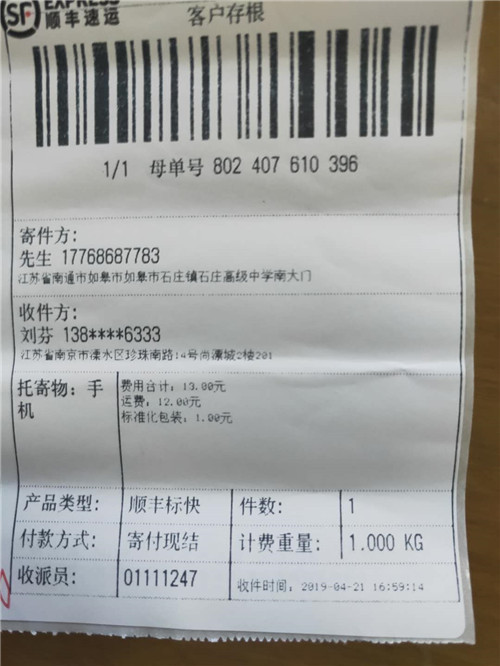 SF EXPRESS
顺丰速运
客户存根
1/1 母单号 802 407 610 396
寄件方:
先生 17768687783
江苏省南通市如皋市如皋市石庄镇石庄高级中学南大门
收件方:
刘芬 138****6333
江苏省南京市溧水区珍珠南路14号尚溧城2楼201
托寄物: 手机
费用合计: 13.00元
运费: 12.00元
标准化包装: 1.00元
产品类型: 顺丰标快 件数: 1
付款方式: 寄付现结 计费重量: 1.000 KG
收派员: 01111247 收件时间: 2019-04-21 16:59:14